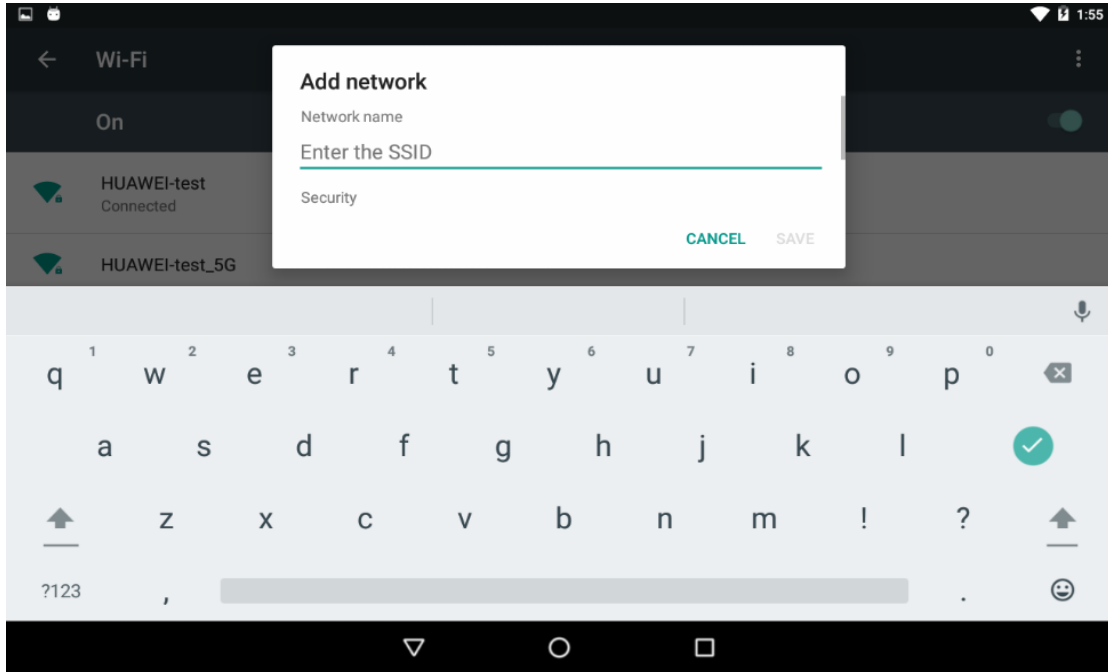 1:55
Wi-Fi
On
HUAWEI-test
Connected
HUAWEI-test_5G
Add network
Network name
Enter the SSID
Security
CANCEL SAVE
1 2 3 4 5 6 7 8 9 0
q w e r t y u i o p
a s d f g h j k l
z x c v b n m ! ?
?123 , .